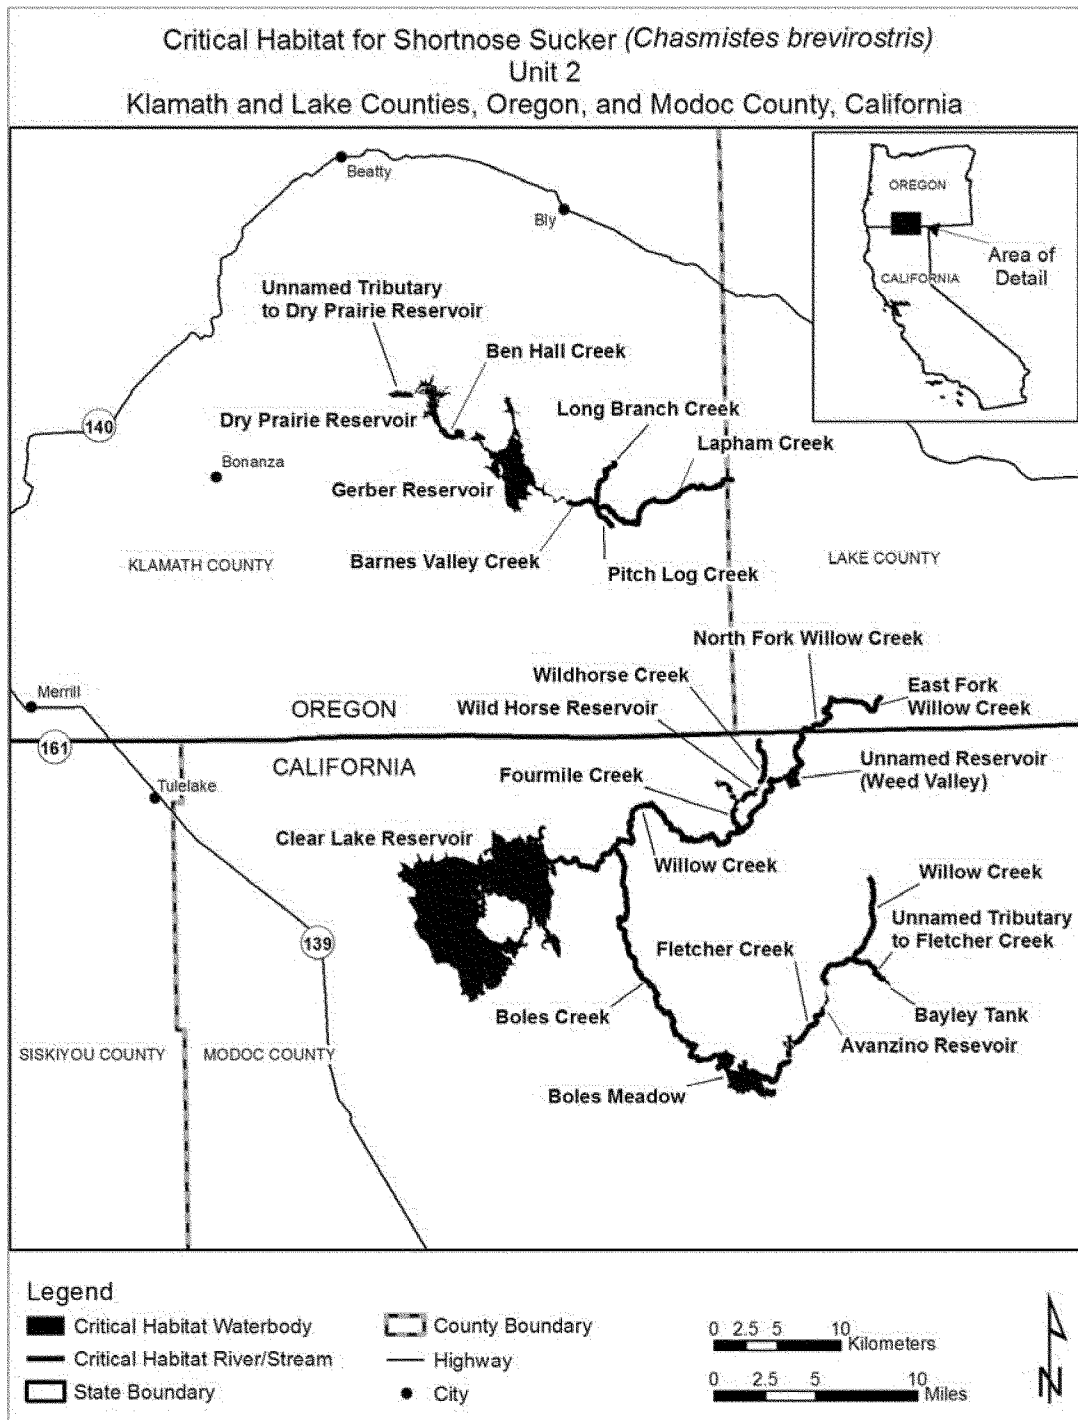 Critical Habitat for Shortnose Sucker (Chasmistes brevirostris)
Unit 2
Klamath and Lake Counties, Oregon, and Modoc County, California
Beatty
Bly
OREGON
Area of
Detail
CALIFORNIA
Unnamed Tributary
to Dry Prairie Reservoir
Ben Hall Creek
Dry Prairie Reservoir
Long Branch Creek
140
Lapham Creek
Bonanza
Gerber Reservoir
Barnes Valley Creek
KLAMATH COUNTY
Pitch Log Creek
LAKE COUNTY
North Fork Willow Creek
Wildhorse Creek
East Fork
Willow Creek
Merrill
Wild Horse Reservoir
OREGON
161
CALIFORNIA
Fourmile Creek
Unnamed Reservoir
(Weed Valley)
Tulelake
Clear Lake Reservoir
Willow Creek
Willow Creek
Unnamed Tributary
to Fletcher Creek
139
Fletcher Creek
Boles Creek
Bayley Tank
Avanzino Resevoir
SISKIYOU COUNTY
MODOC COUNTY
Boles Meadow
Legend
Critical Habitat Waterbody
Critical Habitat River/Stream
State Boundary
County Boundary
Highway
City
0 2.5 5 10
Kilometers
0 2.5 5 10
Miles
N